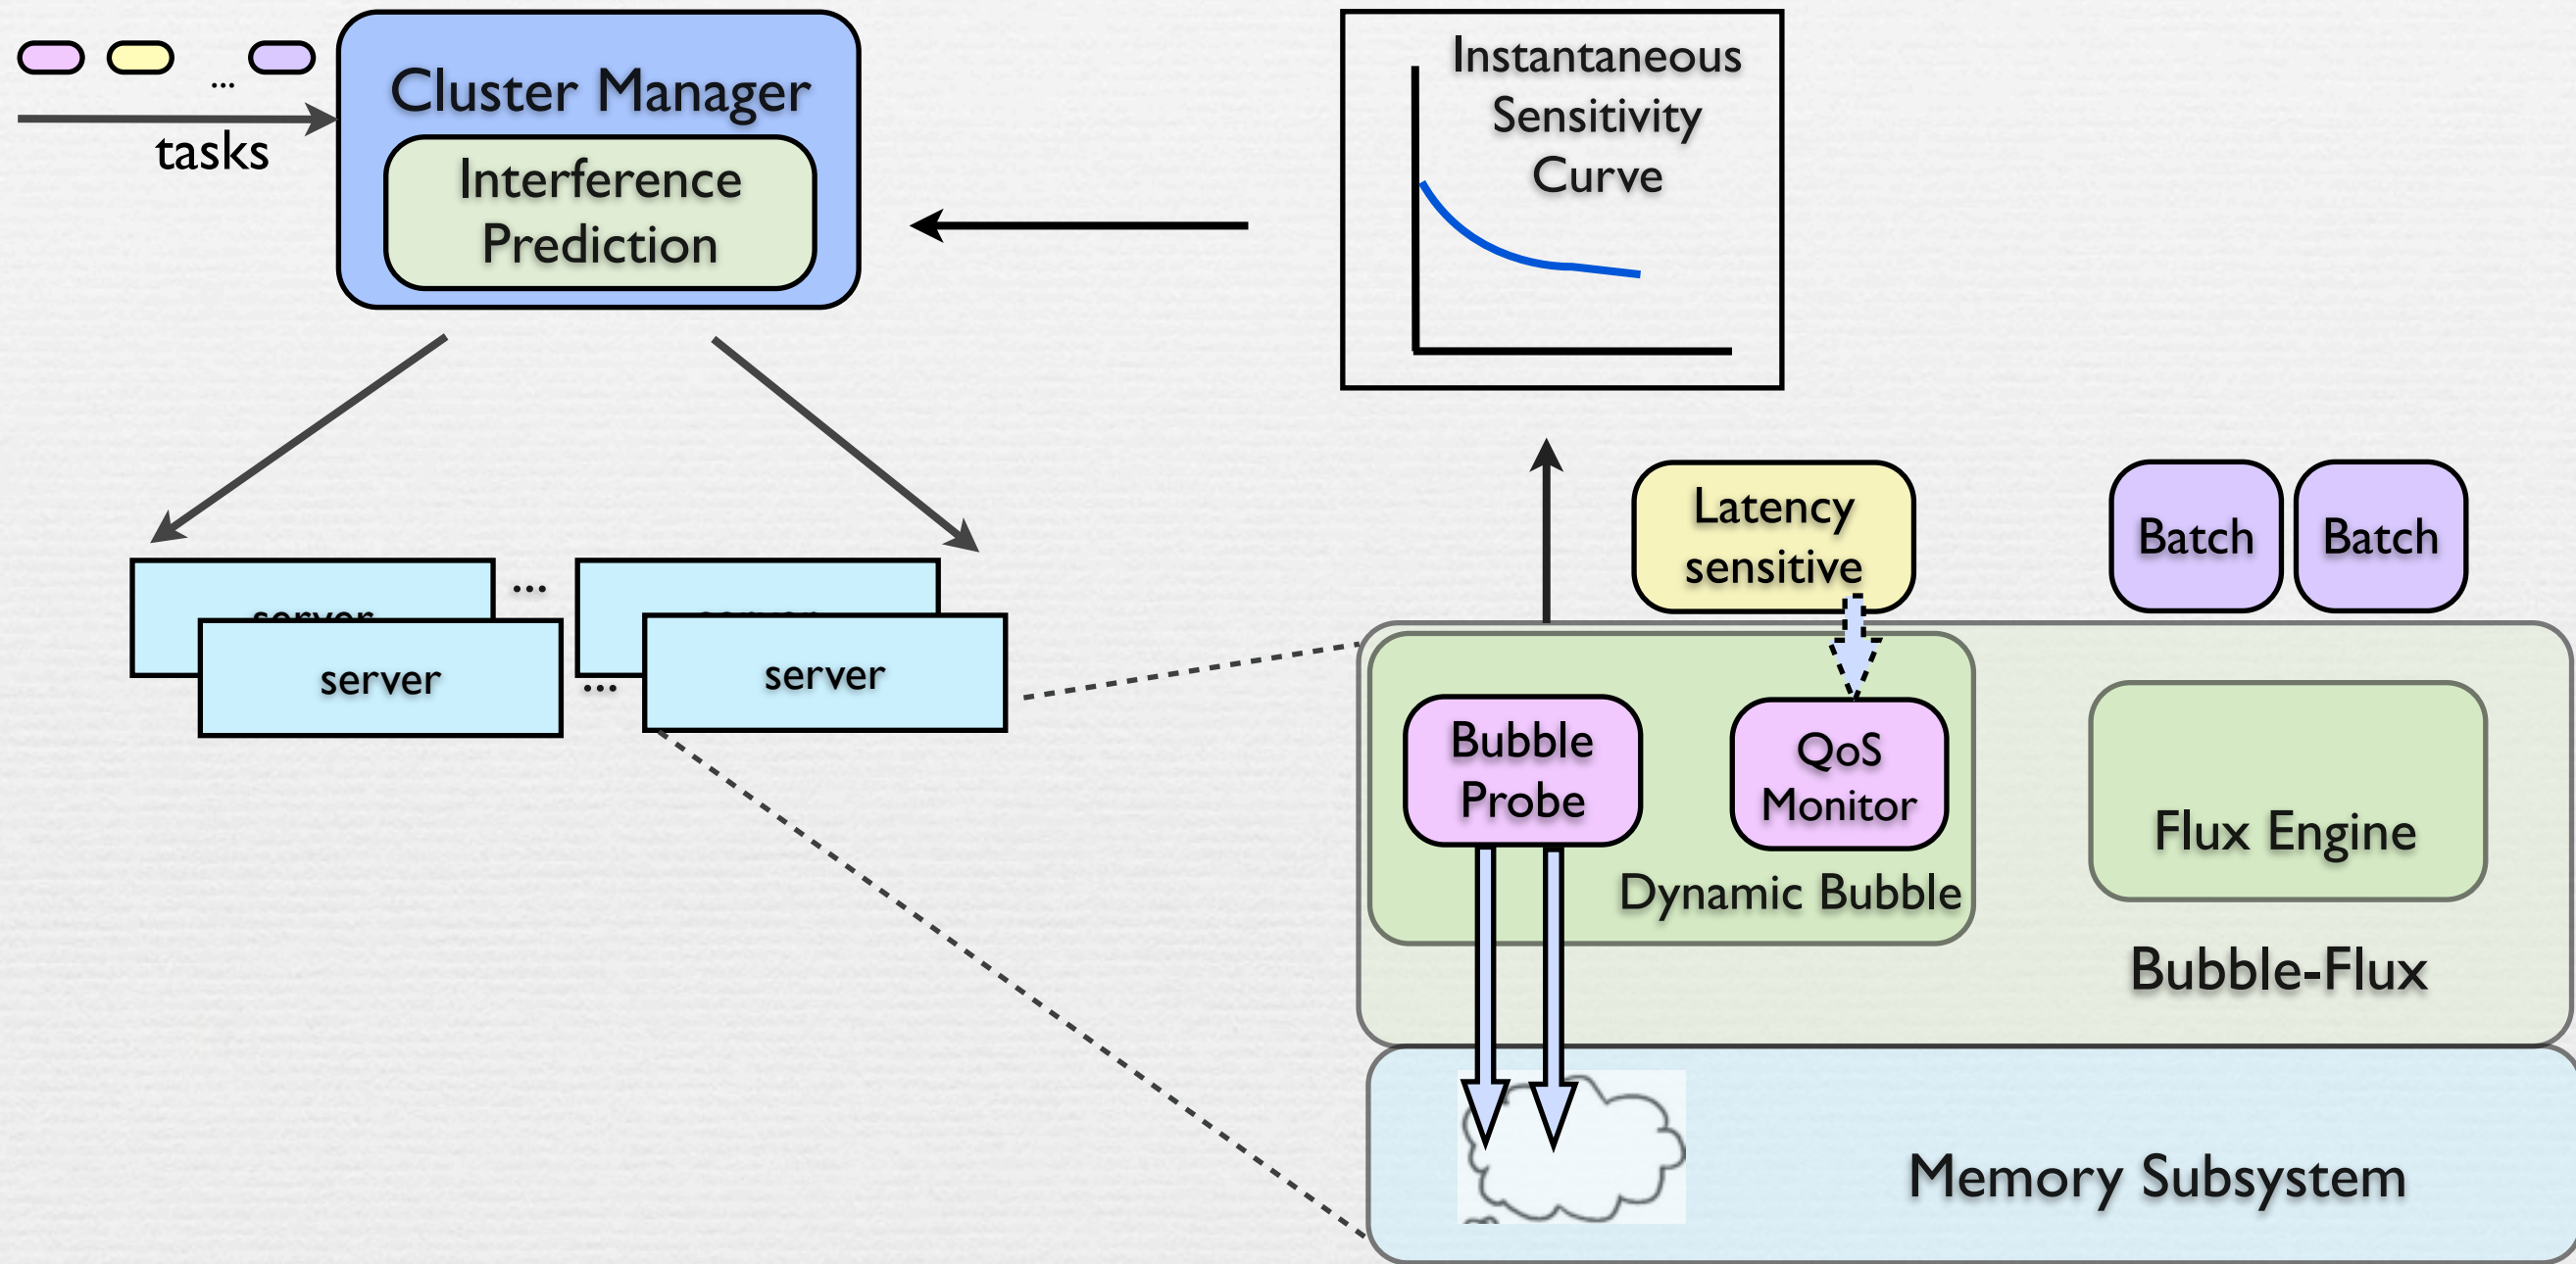 ...
tasks
Cluster Manager
Interference
Prediction
Instantaneous
Sensitivity
Curve
server
...
server
...
server
Latency
sensitive
Batch
Batch
Bubble
Probe
QoS
Monitor
Dynamic Bubble
Flux Engine
Bubble-Flux
Memory Subsystem